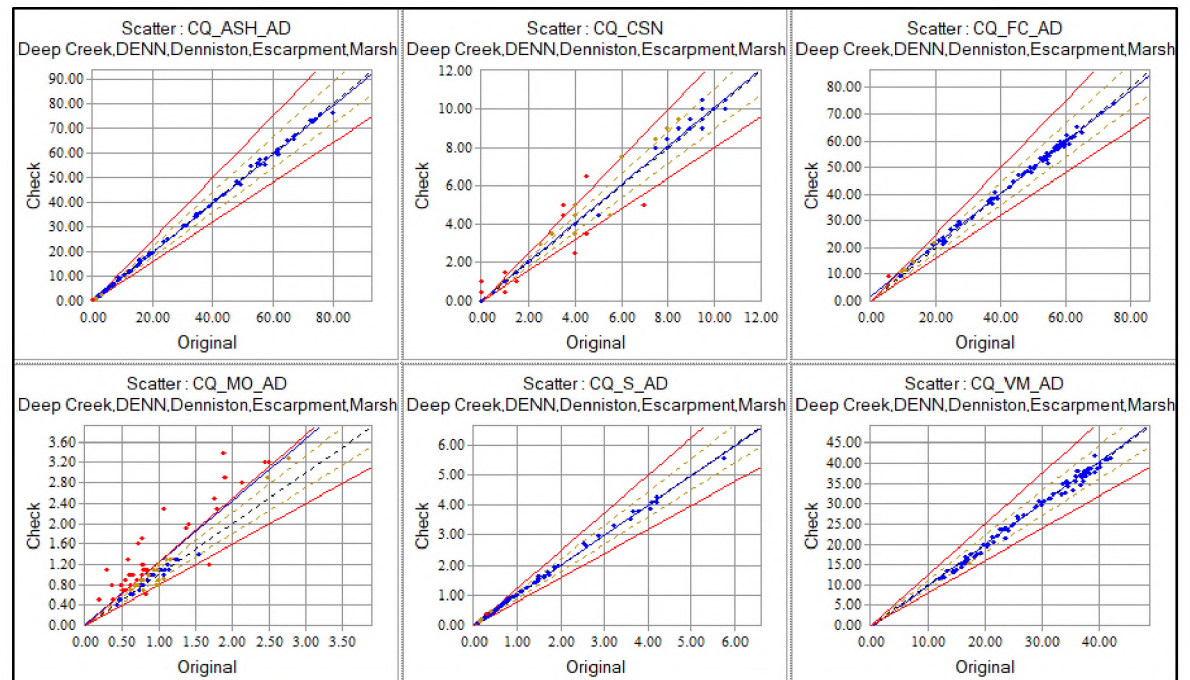 Scatter : CQ_ASH_AD
Deep Creek,DENN,Denniston,Escarpment,Marsh
90.00
80.00
70.00
60.00
50.00
40.00
30.00
20.00
10.00
0.00
Check
0.00 20.00 40.00 60.00 80.00
Original
Scatter : CQ_CSN
Deep Creek,DENN,Denniston,Escarpment,Marsh
12.00
10.00
8.00
6.00
4.00
2.00
0.00
Check
0.00 2.00 4.00 6.00 8.00 10.00 12.00
Original
Scatter : CQ_FC_AD
Deep Creek,DENN,Denniston,Escarpment,Marsh
80.00
70.00
60.00
50.00
40.00
30.00
20.00
10.00
0.00
Check
0.00 20.00 40.00 60.00 80.00
Original
Scatter : CQ_MO_AD
Deep Creek,DENN,Denniston,Escarpment,Marsh
3.60
3.20
2.80
2.40
2.00
1.60
1.20
0.80
0.40
0.00
Check
0.00 0.50 1.00 1.50 2.00 2.50 3.00 3.50
Original
Scatter : CQ_S_AD
Deep Creek,DENN,Denniston,Escarpment,Marsh
6.00
5.00
4.00
3.00
2.00
1.00
0.00
Check
0.00 1.00 2.00 3.00 4.00 5.00 6.00
Original
Scatter : CQ_VM_AD
Deep Creek,DENN,Denniston,Escarpment,Marsh
45.00
40.00
35.00
30.00
25.00
20.00
15.00
10.00
5.00
0.00
Check
0.00 10.00 20.00 30.00 40.00
Original